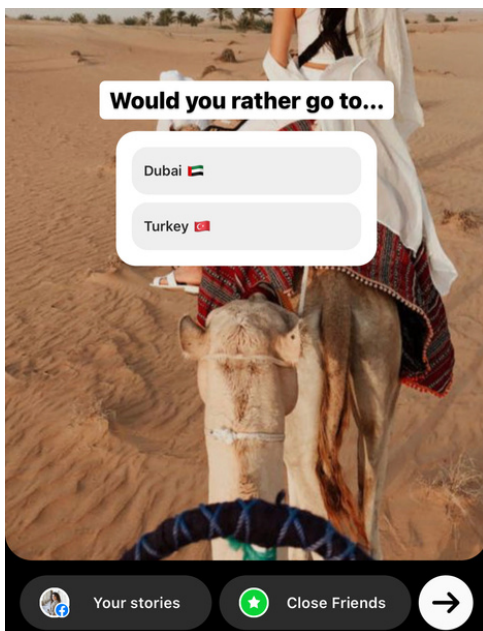 Would you rather go to...
Dubai 🇦🇪
Turkey 🇹🇷
Your stories
Close Friends